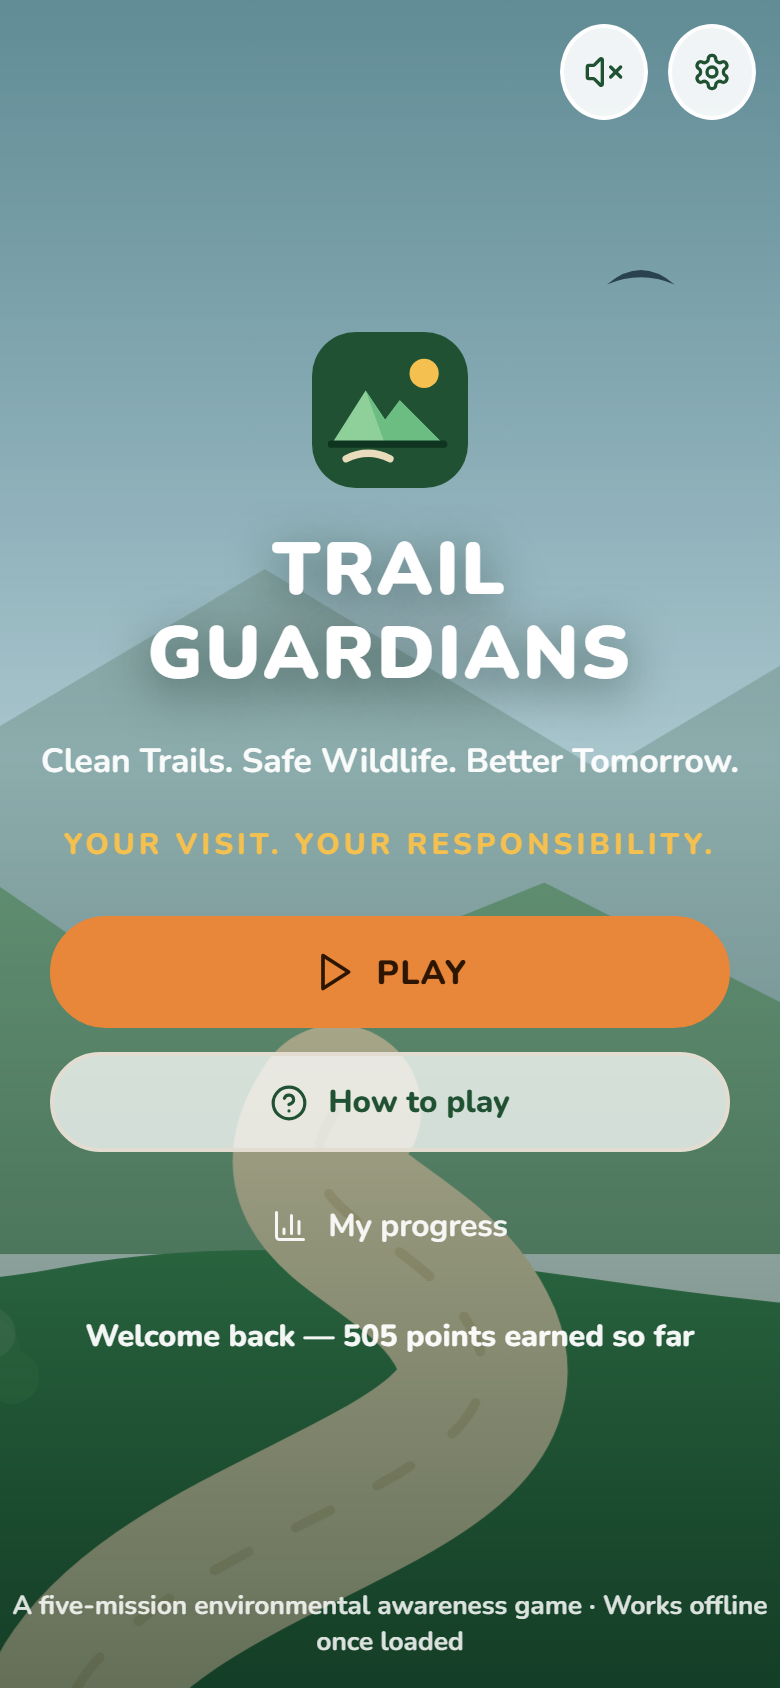 TRAIL
GUARDIANS
Clean Trails. Safe Wildlife. Better Tomorrow.
YOUR VISIT. YOUR RESPONSIBILITY.
PLAY
How to play
My progress
Welcome back — 505 points earned so far
A five-mission environmental awareness game · Works offline
once loaded